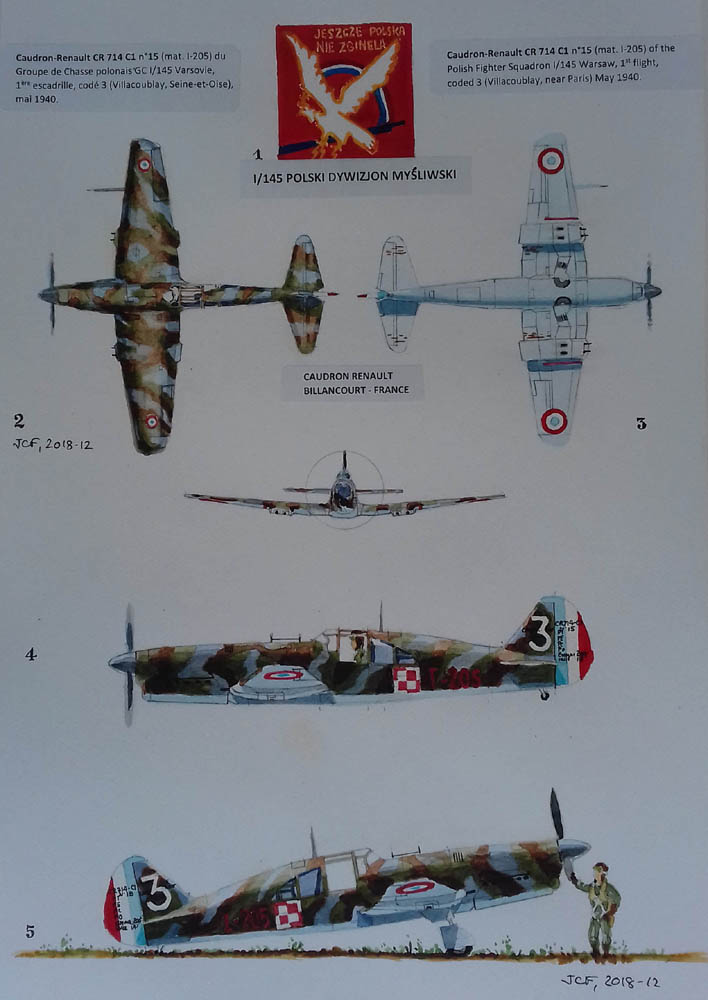 JESZCZE POLSKA
NIE ZGINEŁA
Caudron-Renault CR 714 C1 n°15 (mat. I-205) du
Groupe de Chasse polonais GC I/145 Varsovie,
1ère escadrille, codé 3 (Villacoublay, Seine-et-Oise),
mai 1940.
Caudron-Renault CR 714 C1 n°15 (mat. I-205) of the
Polish Fighter Squadron I/145 Warsaw, 1st flight,
coded 3 (Villacoublay, near Paris) May 1940.
1
I/145 POLSKI DYWIZJON MYŚLIWSKI
CAUDRON RENAULT
BILLANCOURT - FRANCE
2
3
JCF, 2018-12
4
3
I-205
5
3
JCF, 2018-12